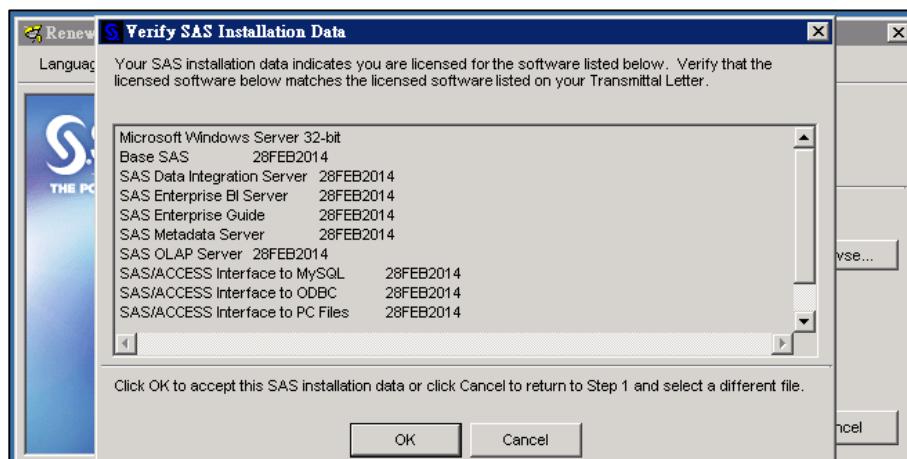 Renew
Verify SAS Installation Data
Languag
Your SAS installation data indicates you are licensed for the software listed below. Verify that the
licensed software below matches the licensed software listed on your Transmittal Letter.
Microsoft Windows Server 32-bit
Base SAS 28FEB2014
SAS Data Integration Server 28FEB2014
SAS Enterprise BI Server 28FEB2014
SAS Enterprise Guide 28FEB2014
SAS Metadata Server 28FEB2014
SAS OLAP Server 28FEB2014
SAS/ACCESS Interface to MySQL 28FEB2014
SAS/ACCESS Interface to ODBC 28FEB2014
SAS/ACCESS Interface to PC Files 28FEB2014
THE PO
vse...
Click OK to accept this SAS installation data or click Cancel to return to Step 1 and select a different file.
OK
Cancel
ncel